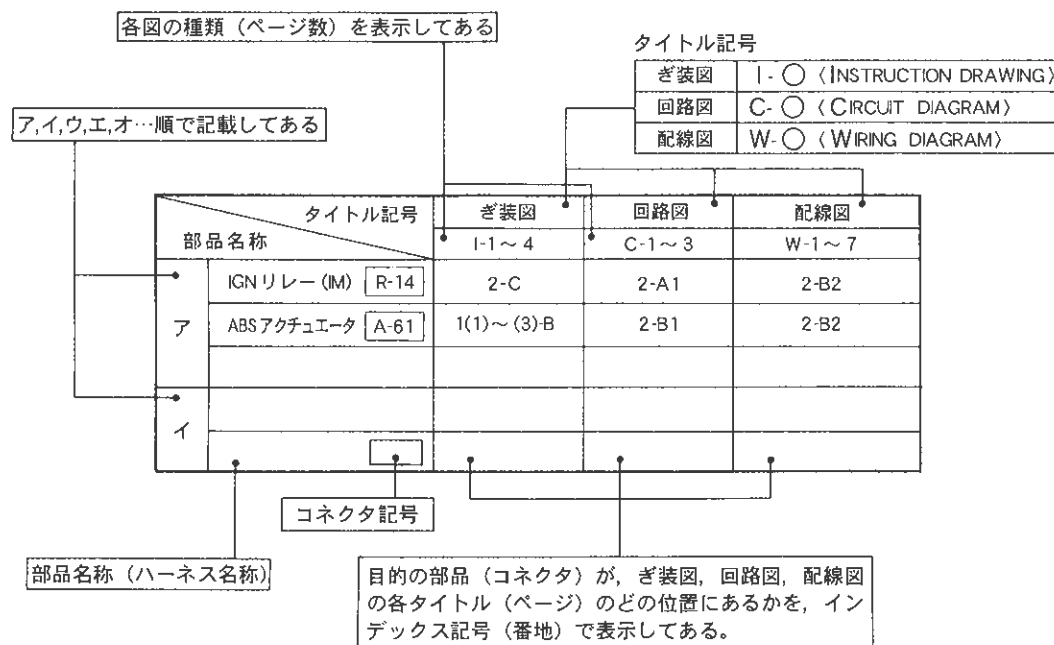 各図の種類（ページ数）を表示してある
タイトル記号
ぎ装図 I-○〈INSTRUCTION DRAWING〉
回路図 C-○〈CIRCUIT DIAGRAM〉
配線図 W-○〈WIRING DIAGRAM〉
ア,イ,ウ,エ,オ…順で記載してある
タイトル記号 ぎ装図 回路図 配線図
部品名称 I-1～4 C-1～3 W-1～7
ア IGNリレー(IM) R-14 2-C 2-A1 2-B2
ABSアクチュエータ A-61 1(1)～(3)-B 2-B1 2-B2
イ
コネクタ記号
部品名称（ハーネス名称）
目的の部品（コネクタ）が，ぎ装図，回路図，配線図
の各タイトル（ページ）のどの位置にあるかを，イン
デックス記号（番地）で表示してある。